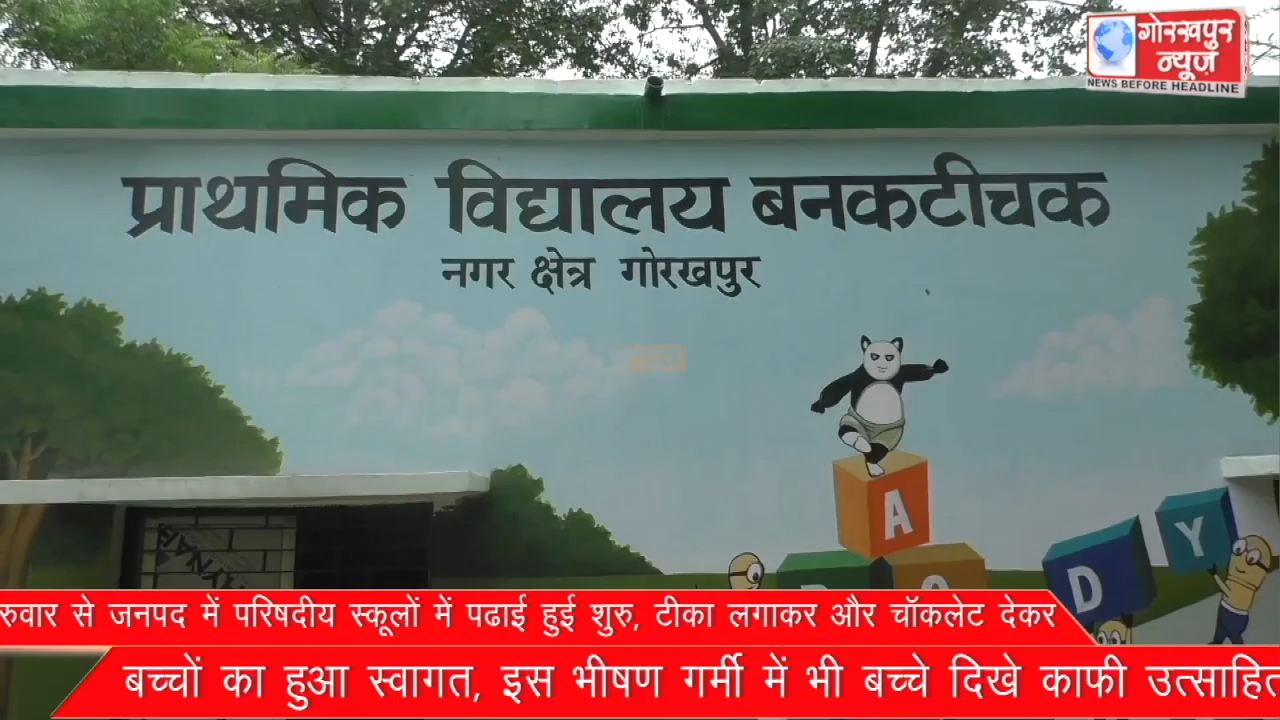 गोरखपुर
न्यूज़
NEWS BEFORE HEADLINE
प्राथमिक विद्यालय बनकटीचक
नगर क्षेत्र गोरखपुर
A
D
Y
रुवार से जनपद में परिषदीय स्कूलों में पढाई हुई शुरु, टीका लगाकर और चॉकलेट देकर
बच्चों का हुआ स्वागत, इस भीषण गर्मी में भी बच्चे दिखे काफी उत्साहित